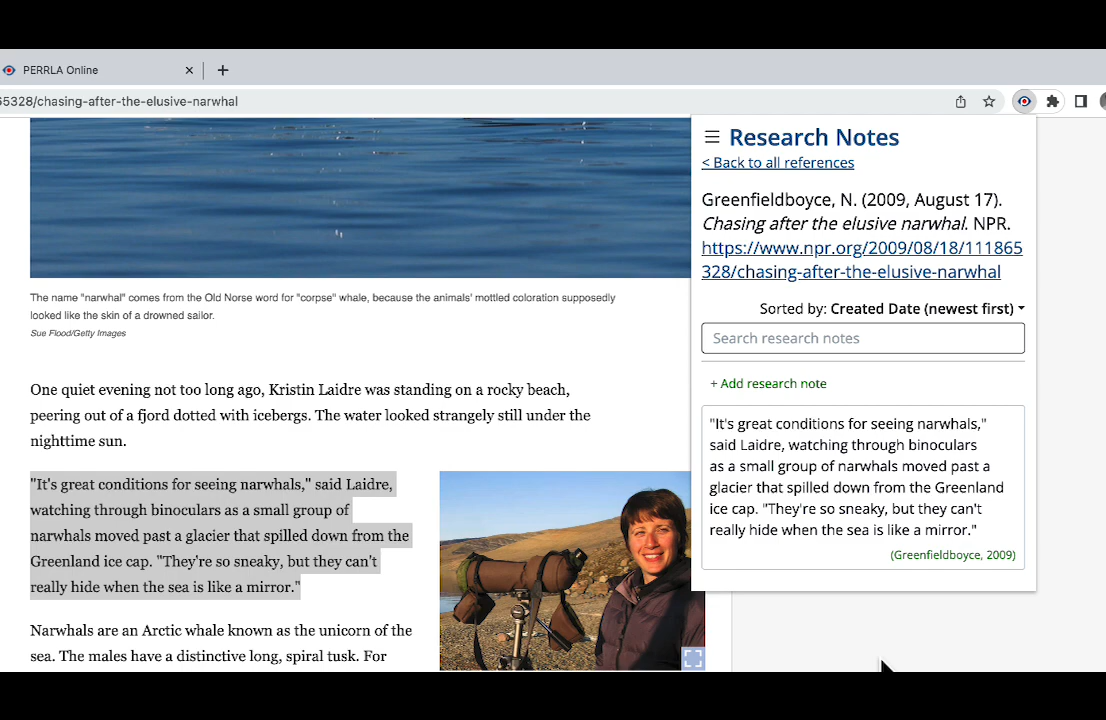 PERRLA Online
65328/chasing-after-the-elusive-narwhal
The name "narwhal" comes from the Old Norse word for "corpse" whale, because the animals' mottled coloration supposedly
looked like the skin of a drowned sailor.
Sue Flood/Getty Images
One quiet evening not too long ago, Kristin Laidre was standing on a rocky beach,
peering out of a fjord dotted with icebergs. The water looked strangely still under the
nighttime sun.
"It's great conditions for seeing narwhals," said Laidre,
watching through binoculars as a small group of
narwhals moved past a glacier that spilled down from the
Greenland ice cap. "They're so sneaky, but they can't
really hide when the sea is like a mirror."
Narwhals are an Arctic whale known as the unicorn of the
sea. The males have a distinctive long, spiral tusk. For
Research Notes
< Back to all references
Greenfieldboyce, N. (2009, August 17).
Chasing after the elusive narwhal. NPR.
https://www.npr.org/2009/08/18/111865
328/chasing-after-the-elusive-narwhal
Sorted by: Created Date (newest first)
Search research notes
+ Add research note
"It's great conditions for seeing narwhals,"
said Laidre, watching through binoculars
as a small group of narwhals moved past a
glacier that spilled down from the Greenland
ice cap. "They're so sneaky, but they can't
really hide when the sea is like a mirror."
(Greenfieldboyce, 2009)